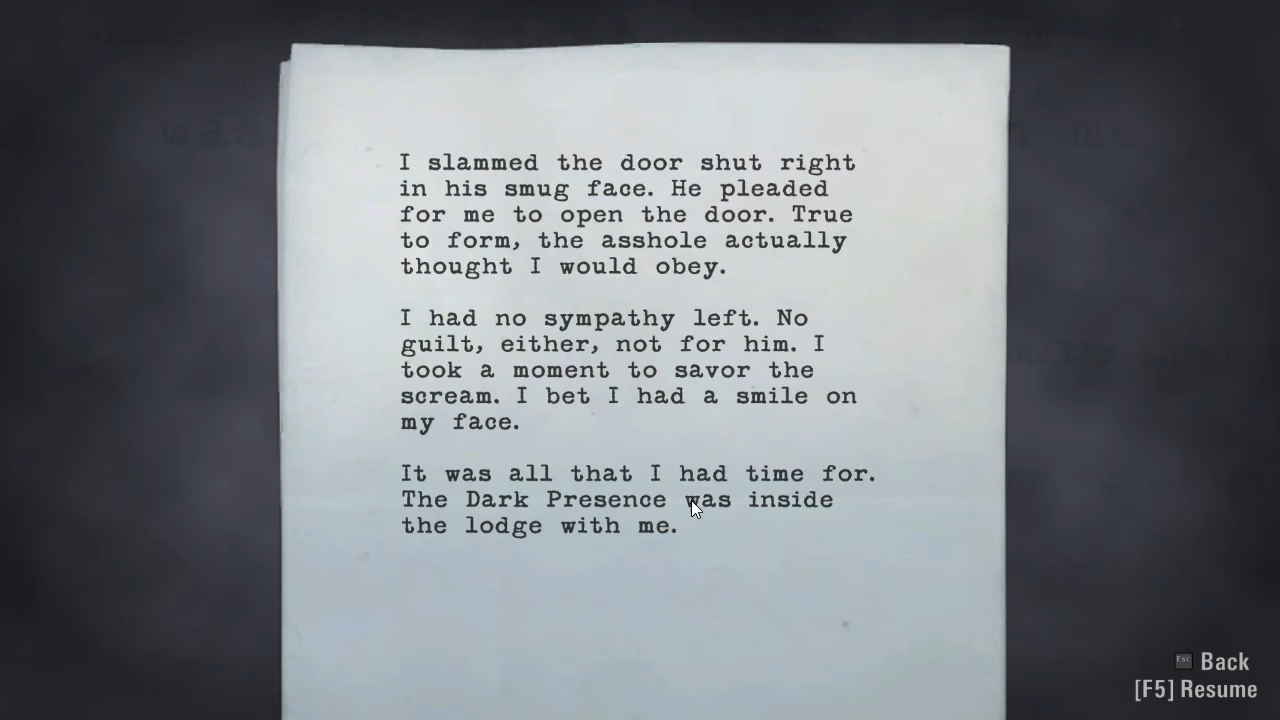 I slammed the door shut right
in his smug face. He pleaded
for me to open the door. True
to form, the asshole actually
thought I would obey.
I had no sympathy left. No
guilt, either, not for him. I
took a moment to savor the
scream. I bet I had a smile on
my face.
It was all that I had time for.
The Dark Presence was inside
the lodge with me.
Esc Back
[F5] Resume